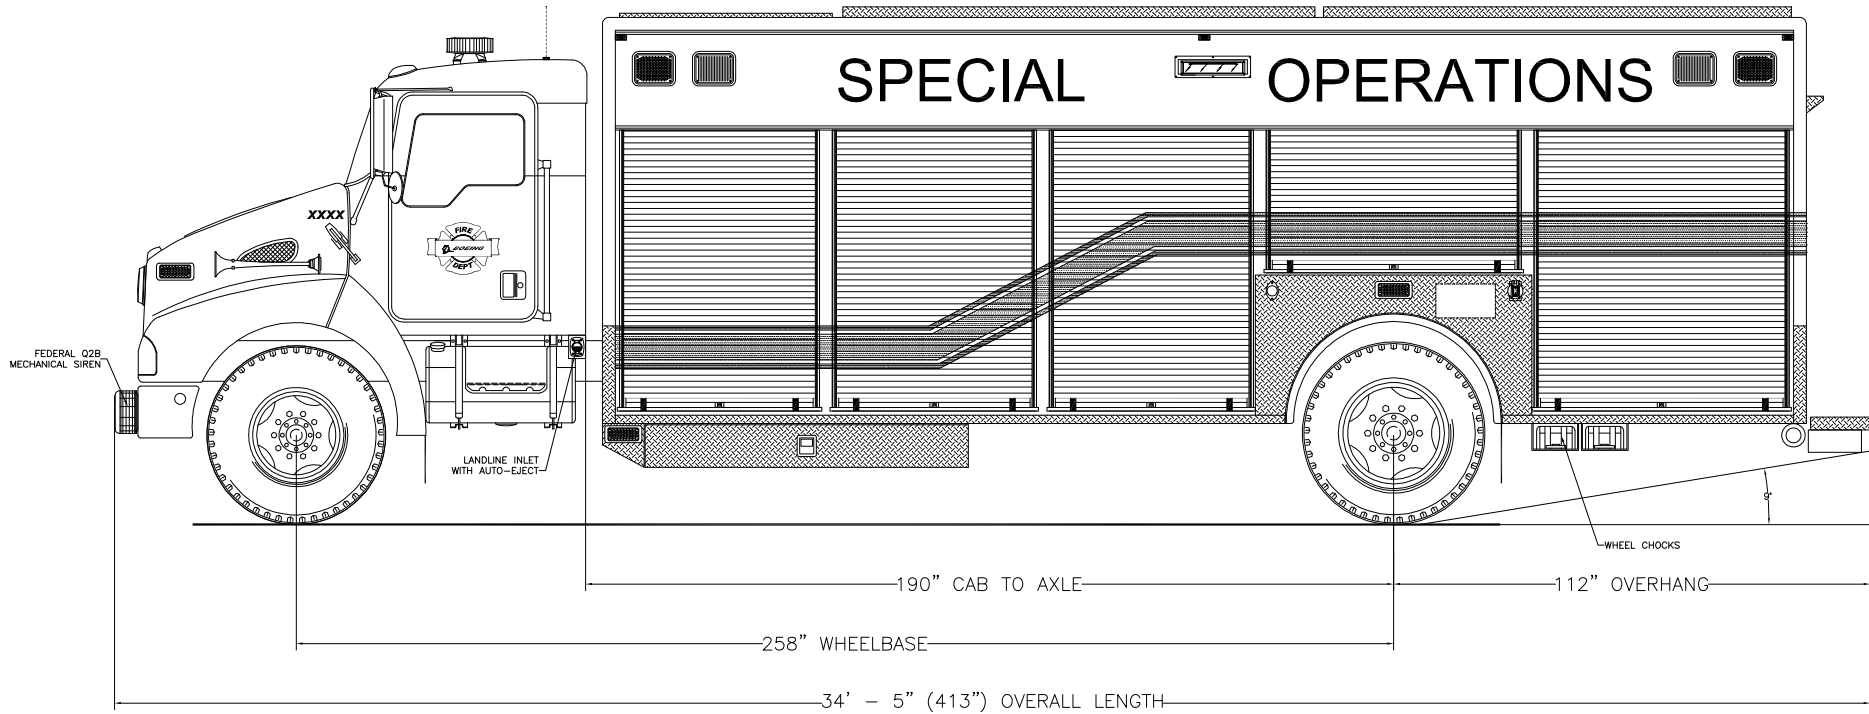 SPECIAL OPERATIONS
XXXX
FIRE
BOEING
DEPT
FEDERAL Q2B
MECHANICAL SIREN
LANDLINE INLET
WITH AUTO-EJECT
9°
WHEEL CHOCKS
190” CAB TO AXLE
112” OVERHANG
258” WHEELBASE
34’ – 5” (413”) OVERALL LENGTH